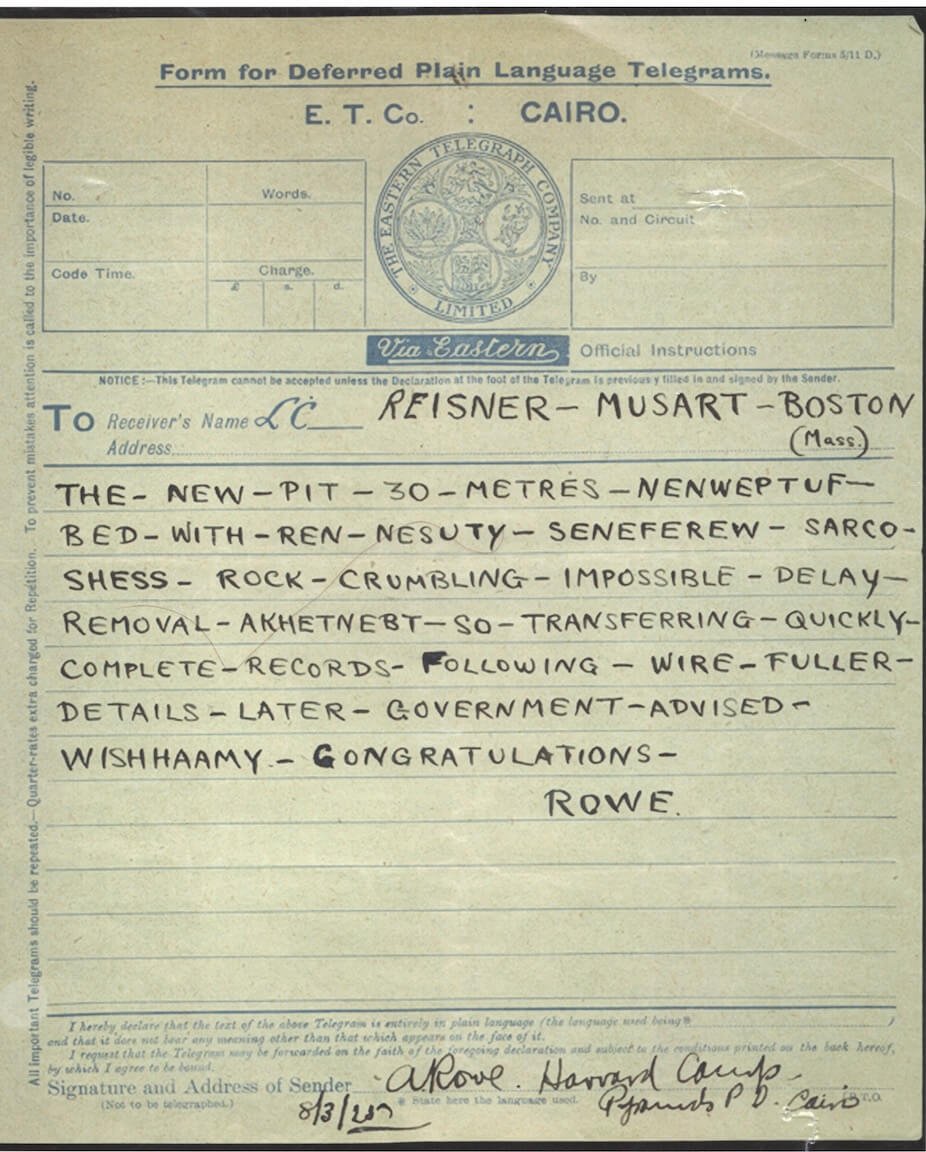 (Message Forms 5/11 D.)
Form for Deferred Plain Language Telegrams.
E. T. Co. : CAIRO.
No.
Words.
Date.
Code Time.
Charge.
£ s. d.
THE EASTERN TELEGRAPH COMPANY LIMITED
Sent at
No. and Circuit
By
Via Eastern
Official Instructions
NOTICE:—This Telegram cannot be accepted unless the Declaration at the foot of the Telegram is previously filled in and signed by the Sender.
To Receiver's Name LC REISNER – MUSART – BOSTON
Address (Mass.)
THE – NEW – PIT – 30 – METRES – NENWEPTUF –
BED – WITH – REN – NESUTY – SENEFEREW – SARCO-
SHESS – ROCK – CRUMBLING – IMPOSSIBLE – DELAY –
REMOVAL – AKHETNEBT – SO – TRANSFERRING – QUICKLY –
COMPLETE – RECORDS – FOLLOWING – WIRE – FULLER –
DETAILS – LATER – GOVERNMENT – ADVISED –
WISHHAAMY – CONGRATULATIONS –
ROWE.
I hereby declare that the text of the above Telegram is entirely in plain language (the language used being* )
and that it does not bear any meaning other than that which appears on the face of it.
I request that the Telegram may be forwarded on the faith of the foregoing declaration and subject to the conditions printed on the back hereof,
by which I agree to be bound.
Signature and Address of Sender A Rowe. Harvard Camp
(Not to be telegraphed.) * State here the language used. Pyramids P.O. Cairo P.T.O.
8/3/25
All important Telegrams should be repeated.—Quarter-rates extra charged for Repetition. To prevent mistakes attention is called to the importance of legible writing.